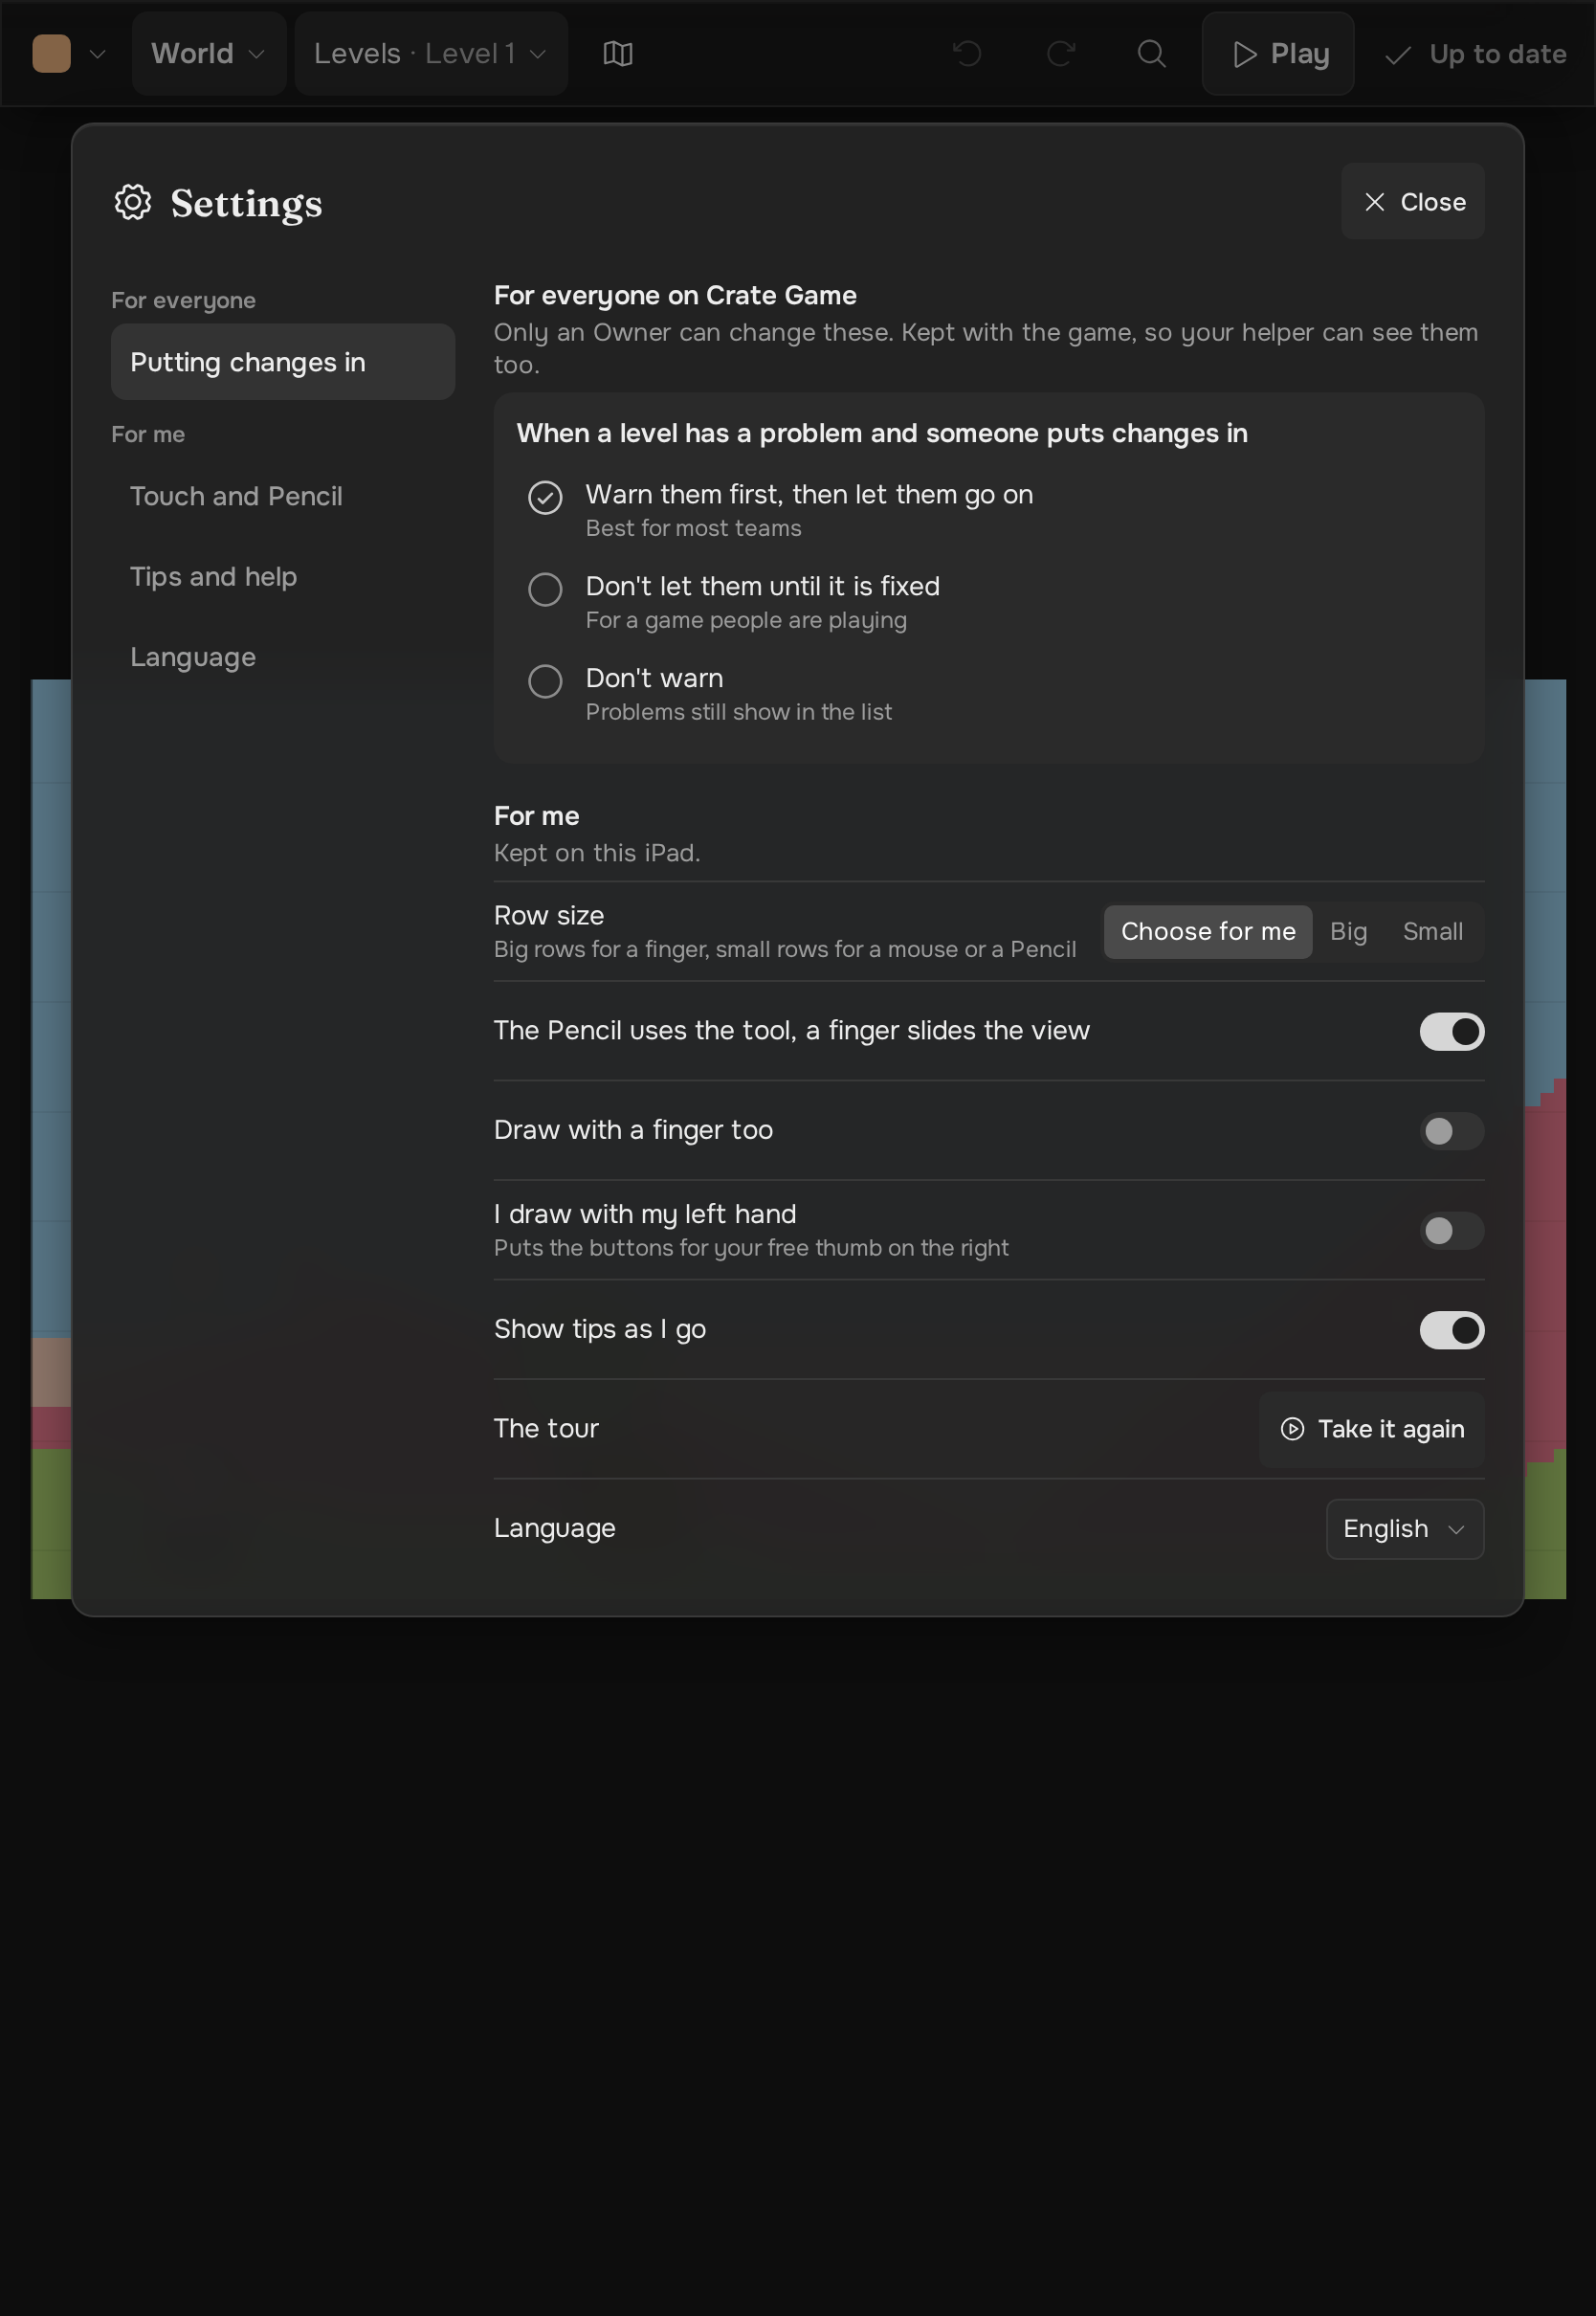 World
Levels · Level 1
Play
Up to date
Settings
Close
For everyone
Putting changes in
For me
Touch and Pencil
Tips and help
Language
For everyone on Crate Game
Only an Owner can change these. Kept with the game, so your helper can see them
too.
When a level has a problem and someone puts changes in
Warn them first, then let them go on
Best for most teams
Don't let them until it is fixed
For a game people are playing
Don't warn
Problems still show in the list
For me
Kept on this iPad.
Row size
Big rows for a finger, small rows for a mouse or a Pencil
Choose for me
Big
Small
The Pencil uses the tool, a finger slides the view
Draw with a finger too
I draw with my left hand
Puts the buttons for your free thumb on the right
Show tips as I go
The tour
Take it again
Language
English